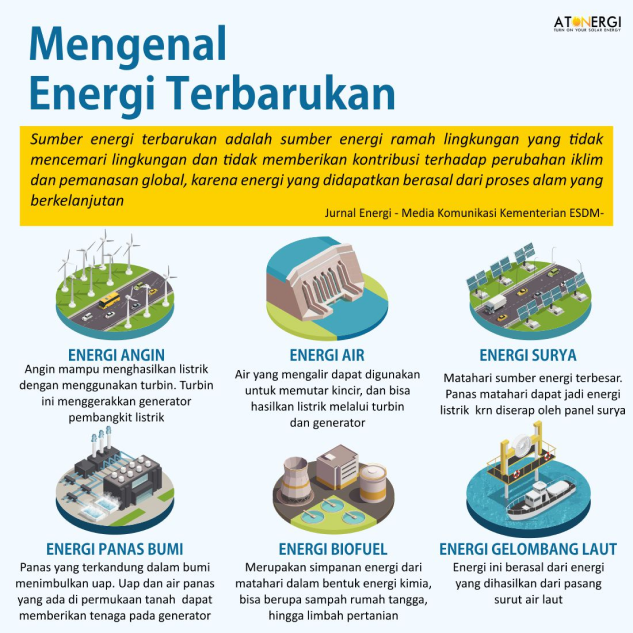 ATONERGI
TURN ON YOUR SOLAR ENERGY
Mengenal
Energi Terbarukan
Sumber energi terbarukan adalah sumber energi ramah lingkungan yang tidak
mencemari lingkungan dan tidak memberikan kontribusi terhadap perubahan iklim
dan pemanasan global, karena energi yang didapatkan berasal dari proses alam yang
berkelanjutan
Jurnal Energi - Media Komunikasi Kementerian ESDM-
ENERGI ANGIN
Angin mampu menghasilkan listrik
dengan menggunakan turbin. Turbin
ini menggerakkan generator
pembangkit listrik
ENERGI AIR
Air yang mengalir dapat digunakan
untuk memutar kincir, dan bisa
hasilkan listrik melalui turbin
dan generator
ENERGI SURYA
Matahari sumber energi terbesar.
Panas matahari dapat jadi energi
listrik krn diserap oleh panel surya
ENERGI PANAS BUMI
Panas yang terkandung dalam bumi
menimbulkan uap. Uap dan air panas
yang ada di permukaan tanah dapat
memberikan tenaga pada generator
ENERGI BIOFUEL
Merupakan simpanan energi dari
matahari dalam bentuk energi kimia,
bisa berupa sampah rumah tangga,
hingga limbah pertanian
ENERGI GELOMBANG LAUT
Energi ini berasal dari energi
yang dihasilkan dari pasang
surut air laut